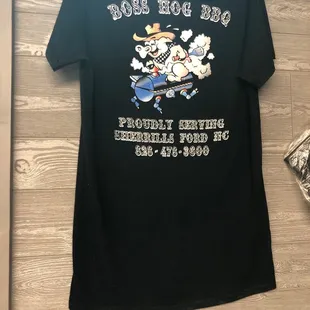 BOSS HOG BBQ
PROUDLY SERVING
SHERRILLS FORD NC
828-478-3600